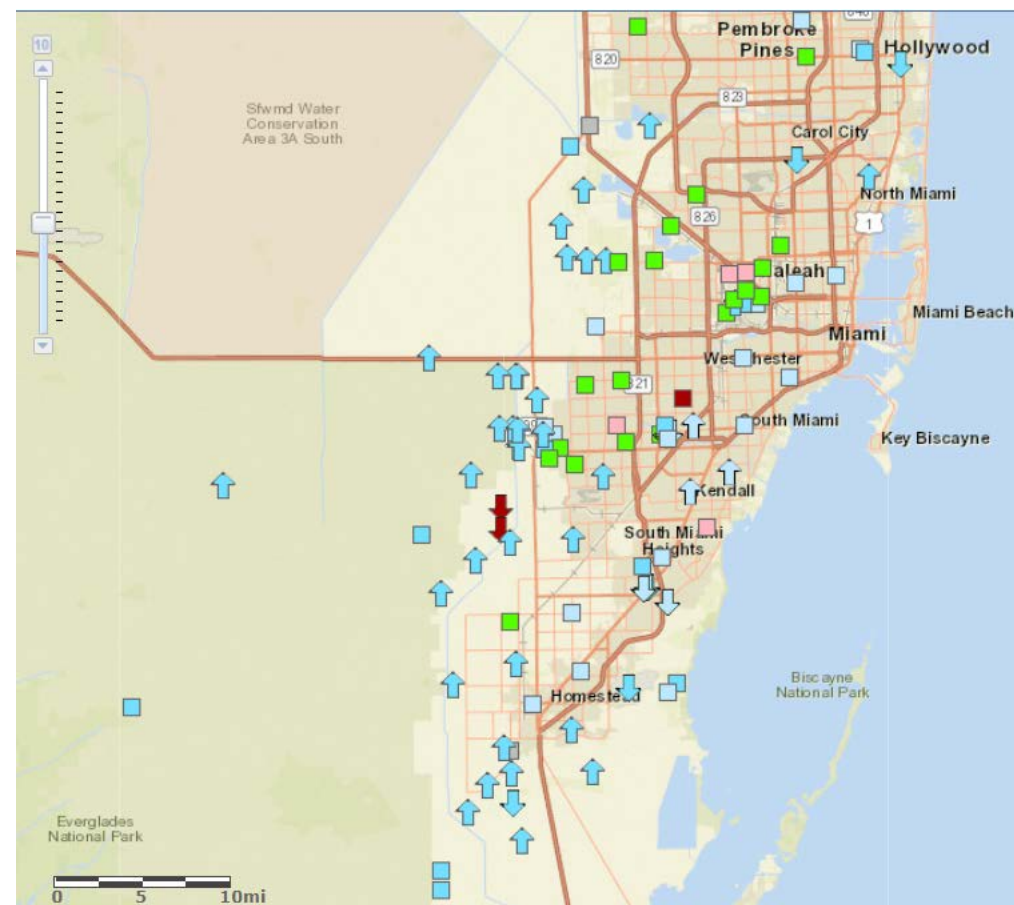 10
Pembroke
Pines
Hollywood
820
Sfwmd Water
Conservation
Area 3A South
823
Carol City
North Miami
826
1
aleah
Miami Beach
Miami
821
South Miami
Key Biscayne
Kendall
South Miami
Heights
Biscayne
National Park
Homestead
Everglades
National Park
0 5 10mi